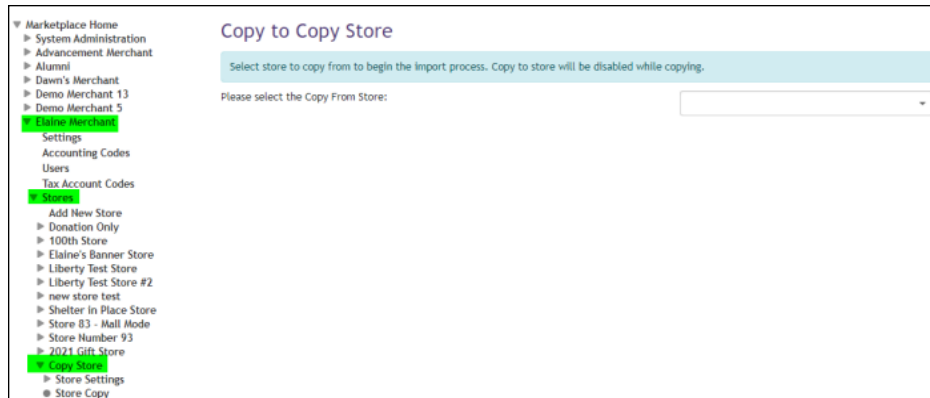 Marketplace Home
System Administration
Advancement Merchant
Alumni
Dawn's Merchant
Demo Merchant 13
Demo Merchant 5
Elaine Merchant
Settings
Accounting Codes
Users
Tax Account Codes
Stores
Add New Store
Donation Only
100th Store
Elaine's Banner Store
Liberty Test Store
Liberty Test Store #2
new store test
Shelter in Place Store
Store 83 - Mall Mode
Store Number 93
2021 Gift Store
Copy Store
Store Settings
Store Copy
Copy to Copy Store
Select store to copy from to begin the import process. Copy to store will be disabled while copying.
Please select the Copy From Store: